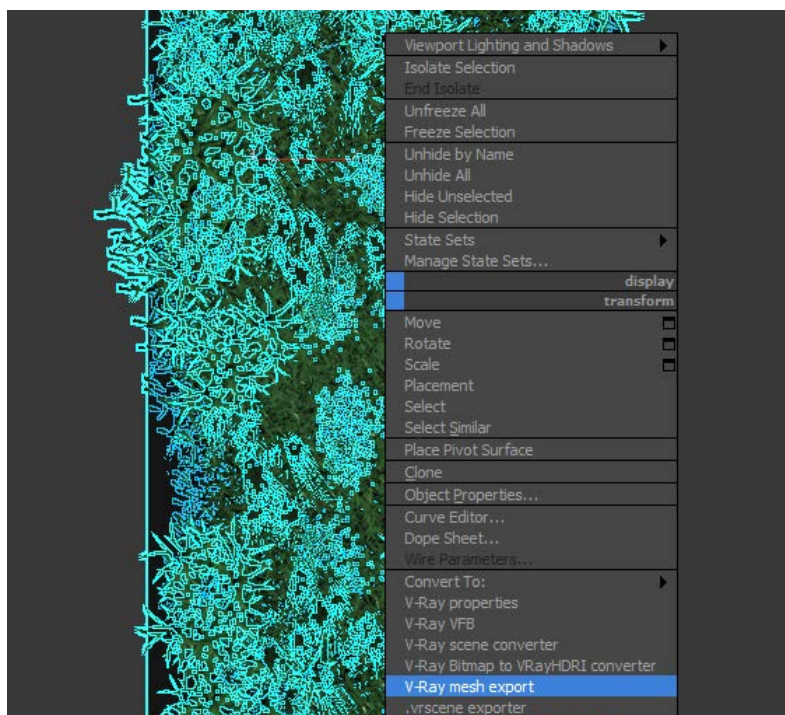 Viewport Lighting and Shadows
Isolate Selection
End Isolate
Unfreeze All
Freeze Selection
Unhide by Name
Unhide All
Hide Unselected
Hide Selection
State Sets
Manage State Sets...
display
transform
Move
Rotate
Scale
Placement
Select
Select Similar
Place Pivot Surface
Clone
Object Properties...
Curve Editor...
Dope Sheet...
Wire Parameters...
Convert To:
V-Ray properties
V-Ray VFB
V-Ray scene converter
V-Ray Bitmap to VRayHDRI converter
V-Ray mesh export
.vrscene exporter